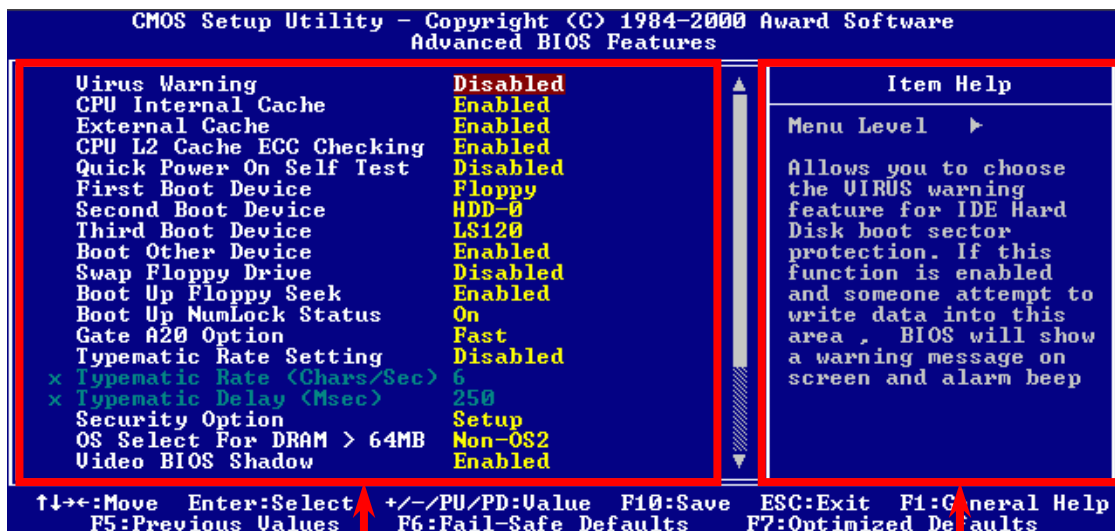 CMOS Setup Utility - Copyright (C) 1984-2000 Award Software
Advanced BIOS Features
Virus Warning Disabled
CPU Internal Cache Enabled
External Cache Enabled
CPU L2 Cache ECC Checking Enabled
Quick Power On Self Test Disabled
First Boot Device Floppy
Second Boot Device HDD-0
Third Boot Device LS120
Boot Other Device Enabled
Swap Floppy Drive Disabled
Boot Up Floppy Seek Enabled
Boot Up NumLock Status On
Gate A20 Option Fast
Typematic Rate Setting Disabled
x Typematic Rate (Chars/Sec) 6
x Typematic Delay (Msec) 250
Security Option Setup
OS Select For DRAM > 64MB Non-OS2
Video BIOS Shadow Enabled
Item Help
Menu Level ▶
Allows you to choose
the VIRUS warning
feature for IDE Hard
Disk boot sector
protection. If this
function is enabled
and someone attempt to
write data into this
area , BIOS will show
a warning message on
screen and alarm beep
↑↓→←:Move Enter:Select +/-/PU/PD:Value F10:Save ESC:Exit F1:General Help
F5:Previous Values F6:Fail-Safe Defaults F7:Optimized Defaults